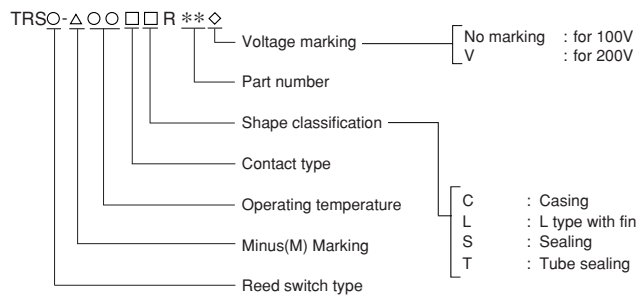 TRS○-△○○□□R**◇
Voltage marking
No marking : for 100V
V : for 200V
Part number
Shape classification
Contact type
Operating temperature
C : Casing
L : L type with fin
S : Sealing
T : Tube sealing
Minus(M) Marking
Reed switch type